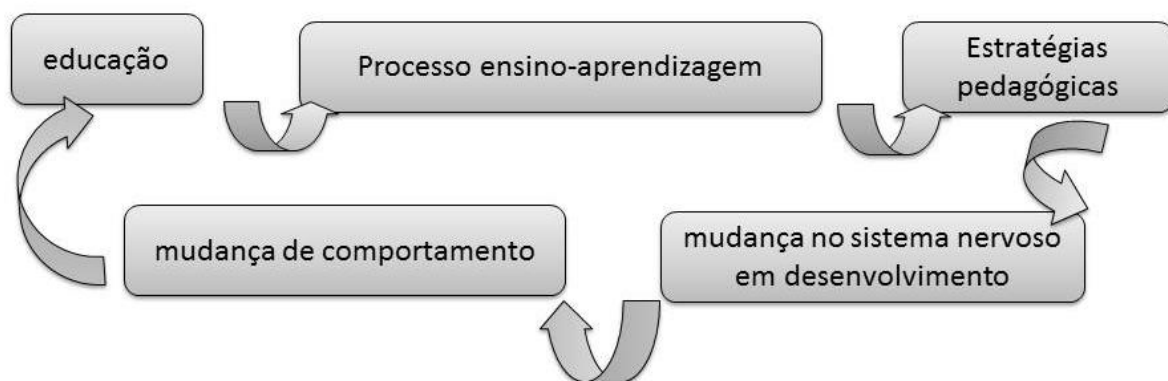 educação
Processo ensino-aprendizagem
Estratégias
pedagógicas
mudança de comportamento
mudança no sistema nervoso
em desenvolvimento